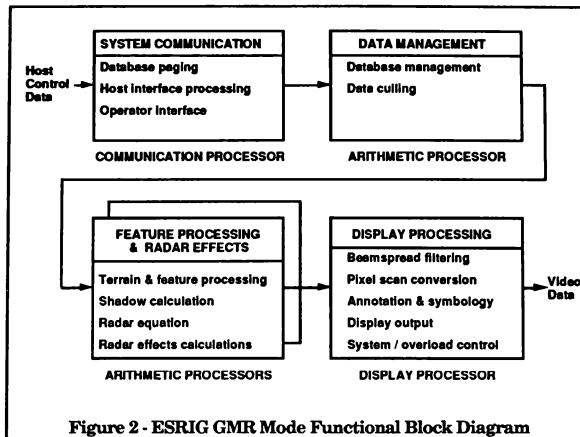 SYSTEM COMMUNICATION
Host
Control
Data
Database paging
Host interface processing
Operator interface
COMMUNICATION PROCESSOR
DATA MANAGEMENT
Database management
Data culling
ARITHMETIC PROCESSOR
FEATURE PROCESSING
& RADAR EFFECTS
Terrain & feature processing
Shadow calculation
Radar equation
Radar effects calculations
ARITHMETIC PROCESSORS
DISPLAY PROCESSING
Beamspread filtering
Pixel scan conversion
Annotation & symbology
Display output
System / overload control
DISPLAY PROCESSOR
Video
Data
Figure 2 - ESRIG GMR Mode Functional Block Diagram